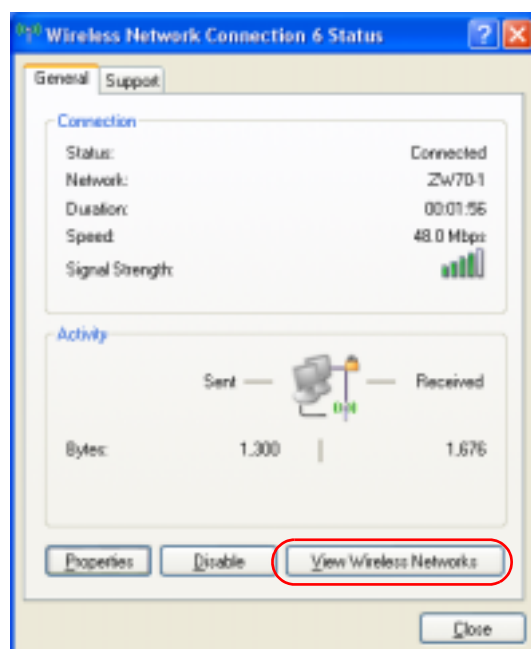 Wireless Network Connection 6 Status
General Support
Connection
Status: Connected
Network: ZW70-1
Duration: 00:01:56
Speed: 48.0 Mbps
Signal Strength:
Activity
Sent — — Received
Bytes: 1.300 | 1.676
Properties Disable View Wireless Networks
Close